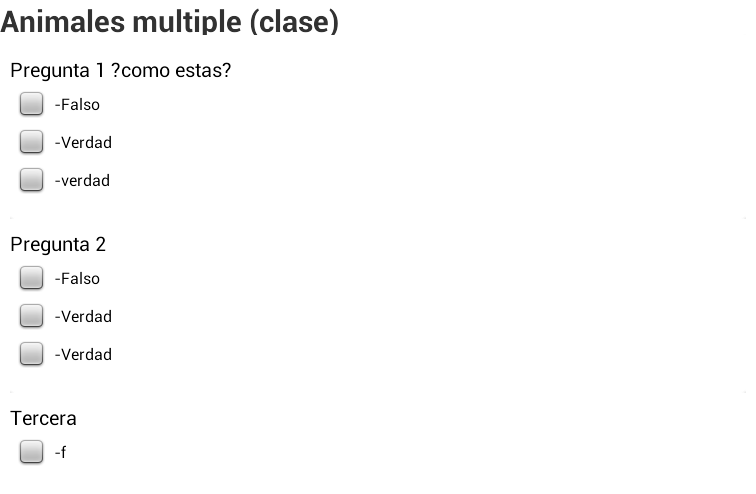 Animales multiple (clase)
Pregunta 1 ?como estas?
-Falso
-Verdad
-verdad
Pregunta 2
-Falso
-Verdad
-Verdad
Tercera
-f